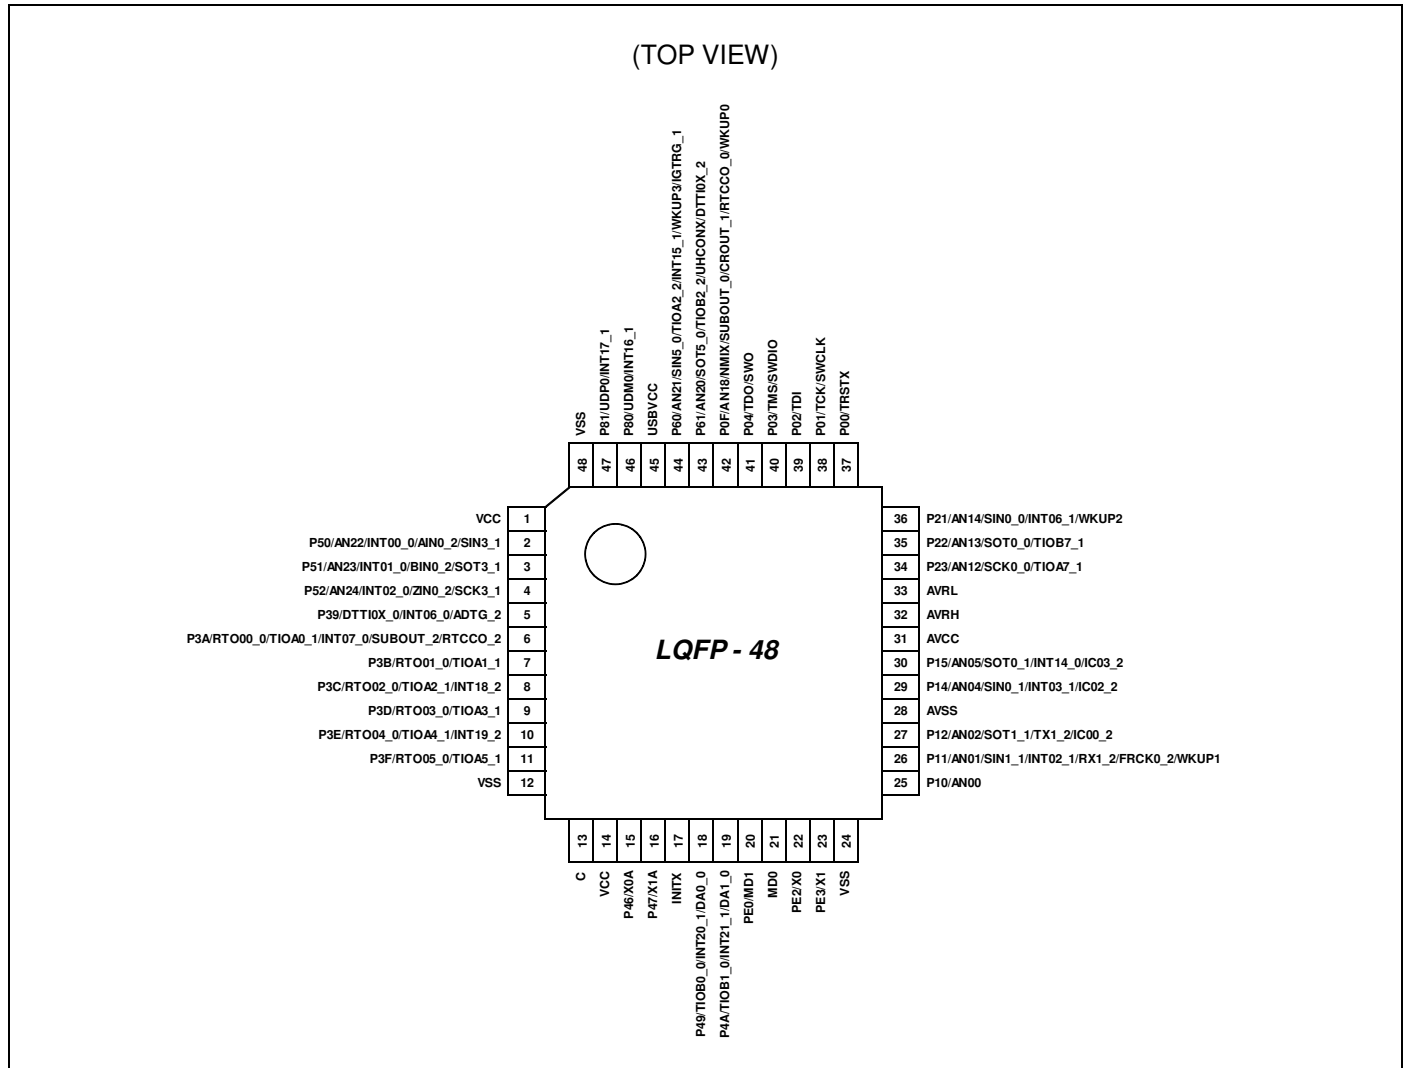 (TOP VIEW)
VSS
P81/UDP0/INT17_1
P80/UDM0/INT16_1
USBVCC
P60/AN21/SIN5_0/TIOA2_2/INT15_1/WKUP3/IGTRG_1
P61/AN20/SOT5_0/TIOB2_2/UHCONX/DTTI0X_2
P0F/AN18/NMIX/SUBOUT_0/CROUT_1/RTCCO_0/WKUP0
P04/TDO/SWO
P03/TMS/SWDIO
P02/TDI
P01/TCK/SWCLK
P00/TRSTX
48
47
46
45
44
43
42
41
40
39
38
37
VCC 1
P50/AN22/INT00_0/AIN0_2/SIN3_1 2
P51/AN23/INT01_0/BIN0_2/SOT3_1 3
P52/AN24/INT02_0/ZIN0_2/SCK3_1 4
P39/DTTI0X_0/INT06_0/ADTG_2 5
P3A/RTO00_0/TIOA0_1/INT07_0/SUBOUT_2/RTCCO_2 6
P3B/RTO01_0/TIOA1_1 7
P3C/RTO02_0/TIOA2_1/INT18_2 8
P3D/RTO03_0/TIOA3_1 9
P3E/RTO04_0/TIOA4_1/INT19_2 10
P3F/RTO05_0/TIOA5_1 11
VSS 12
LQFP - 48
36 P21/AN14/SIN0_0/INT06_1/WKUP2
35 P22/AN13/SOT0_0/TIOB7_1
34 P23/AN12/SCK0_0/TIOA7_1
33 AVRL
32 AVRH
31 AVCC
30 P15/AN05/SOT0_1/INT14_0/IC03_2
29 P14/AN04/SIN0_1/INT03_1/IC02_2
28 AVSS
27 P12/AN02/SOT1_1/TX1_2/IC00_2
26 P11/AN01/SIN1_1/INT02_1/RX1_2/FRCK0_2/WKUP1
25 P10/AN00
13
14
15
16
17
18
19
20
21
22
23
24
C
VCC
P46/X0A
P47/X1A
INITX
P49/TIOB0_0/INT20_1/DA0_0
P4A/TIOB1_0/INT21_1/DA1_0
PE0/MD1
MD0
PE2/X0
PE3/X1
VSS